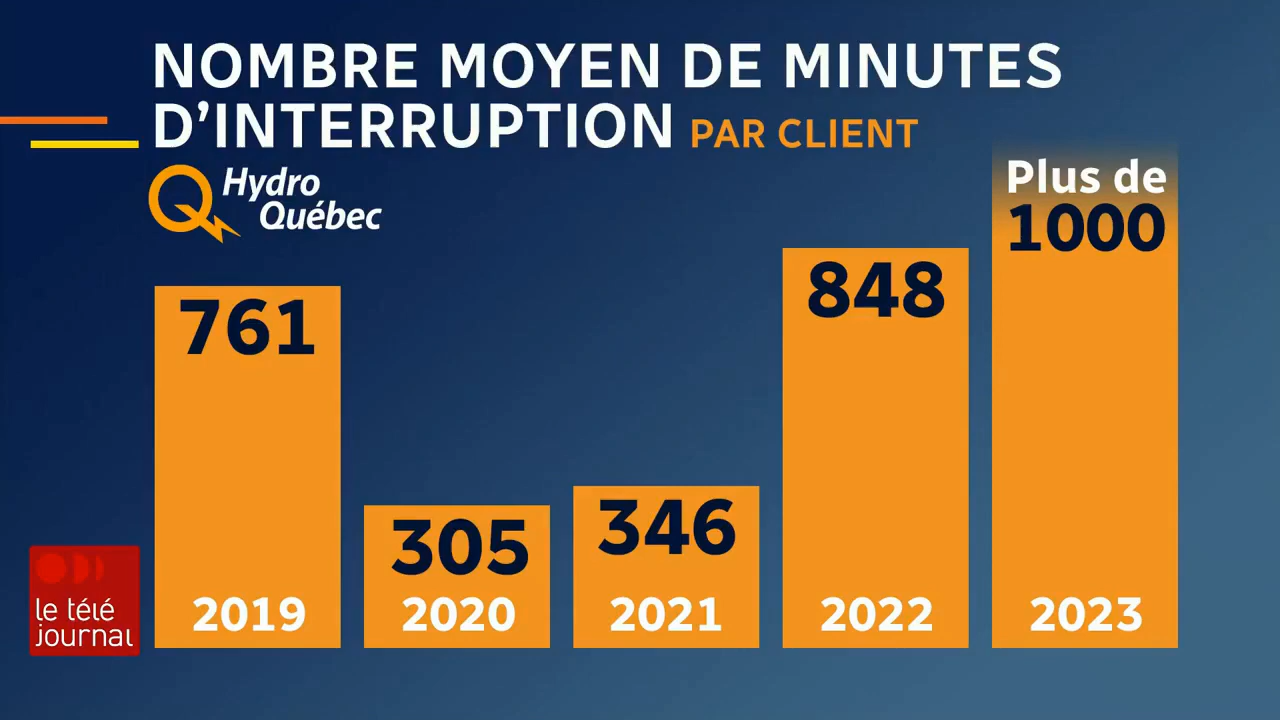 NOMBRE MOYEN DE MINUTES
D’INTERRUPTION PAR CLIENT
Hydro
Québec
761
305
346
848
Plus de
1000
2019
2020
2021
2022
2023
le télé
journal